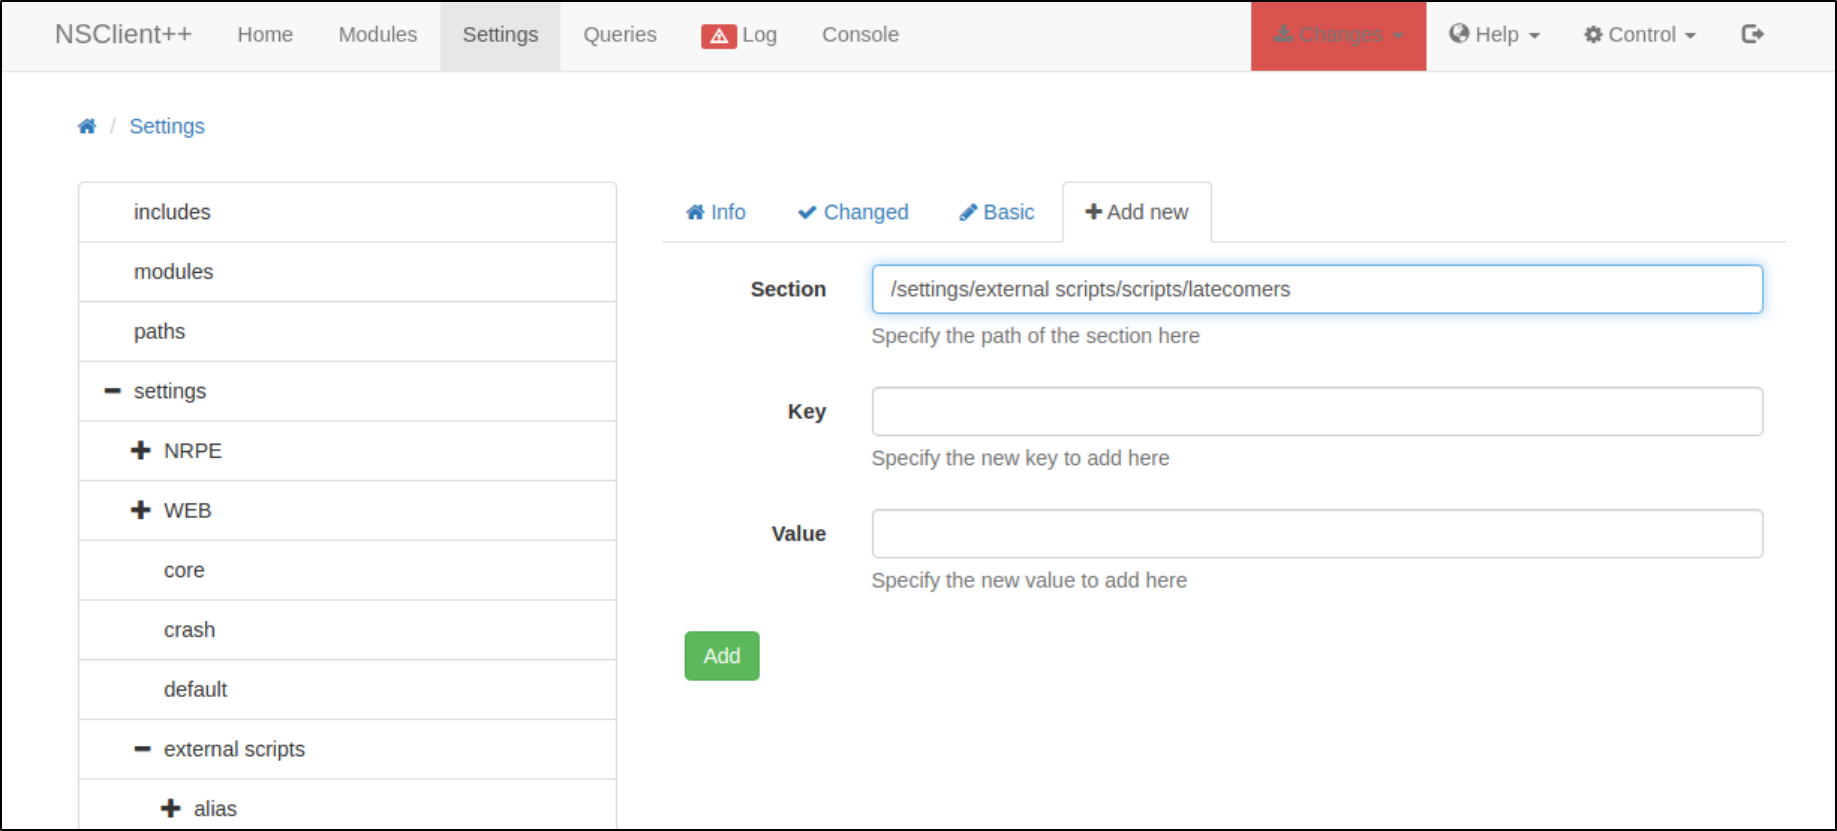 NSClient++ Home Modules Settings Queries Log Console Changes Help Control
/ Settings
includes
modules
paths
settings
NRPE
WEB
core
crash
default
external scripts
alias
Info Changed Basic Add new
Section /settings/external scripts/scripts/latecomers
Specify the path of the section here
Key
Specify the new key to add here
Value
Specify the new value to add here
Add